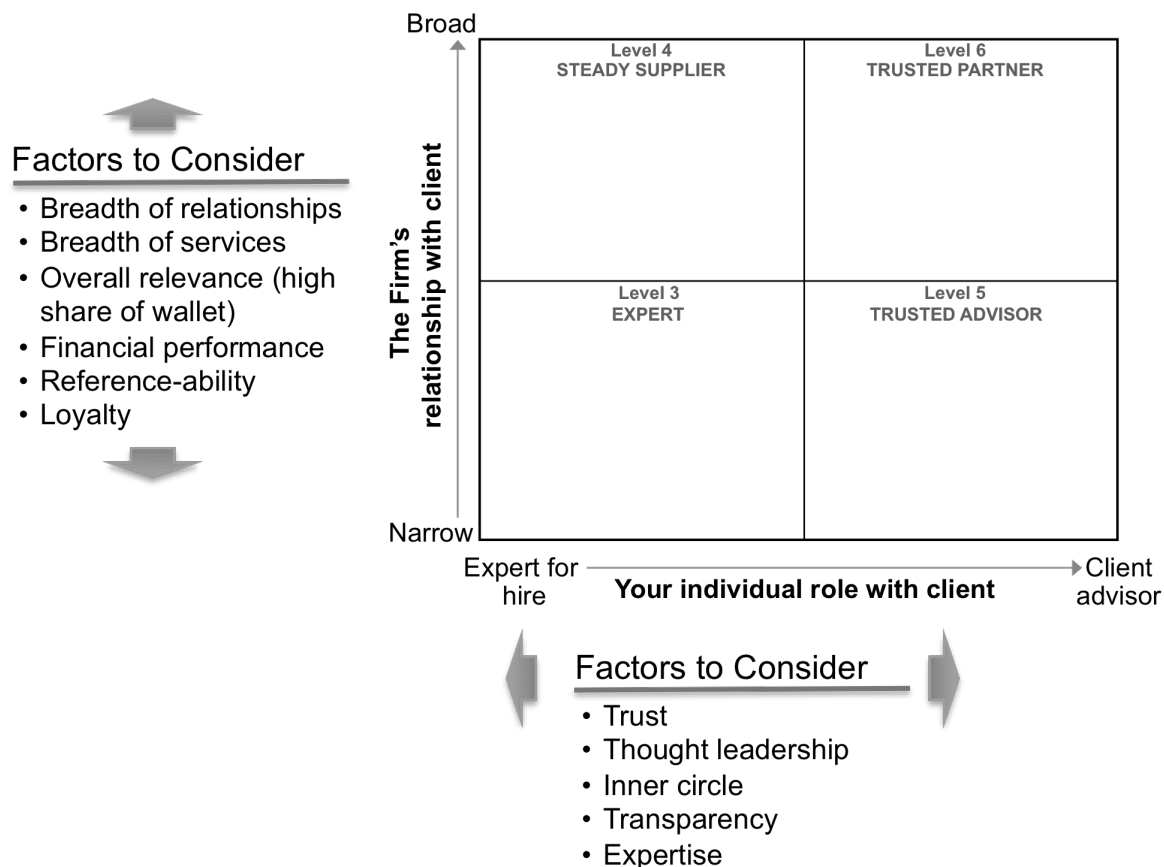 Broad
Level 4
STEADY SUPPLIER
Level 6
TRUSTED PARTNER
Factors to Consider
• Breadth of relationships
• Breadth of services
• Overall relevance (high
share of wallet)
• Financial performance
• Reference-ability
• Loyalty
The Firm's
relationship with client
Level 3
EXPERT
Level 5
TRUSTED ADVISOR
Narrow
Expert for
hire
Your individual role with client
Client
advisor
Factors to Consider
• Trust
• Thought leadership
• Inner circle
• Transparency
• Expertise